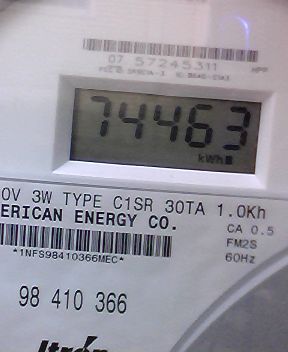 07 57245311
74463
kWh
0V 3W TYPE C1SR 30TA 1.0Kh
ERICAN ENERGY CO.
CA 0.5
FM2S
60Hz
*1NFS98410366MEC*
98 410 366
Itrón